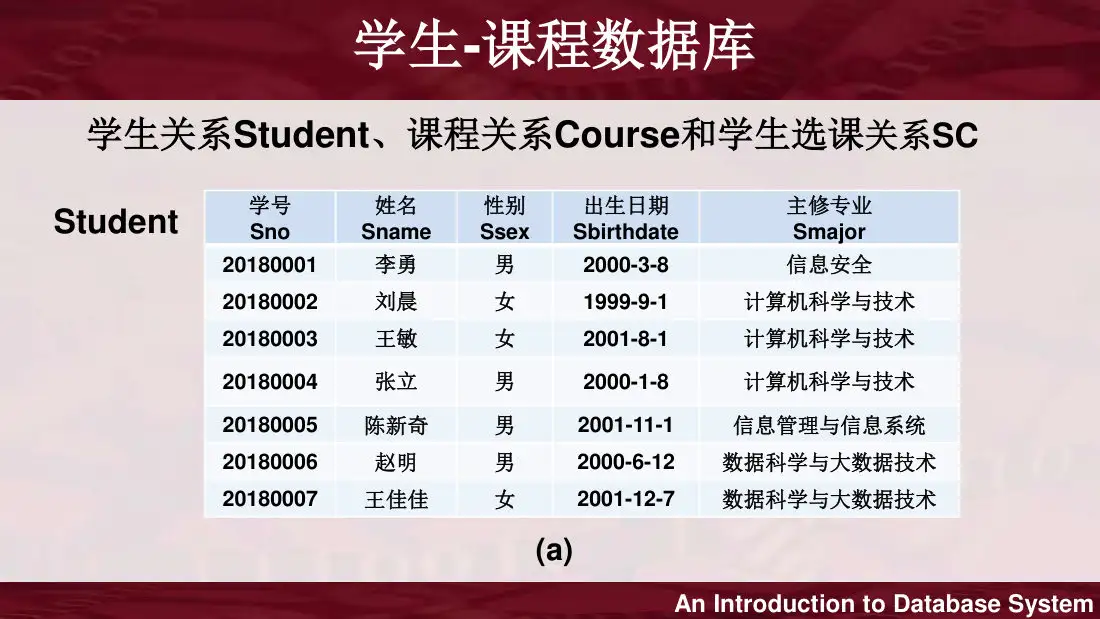 学生-课程数据库
学生关系Student、课程关系Course和学生选课关系SC
Student
学号 姓名 性别 出生日期 主修专业
Sno Sname Ssex Sbirthdate Smajor
20180001 李勇 男 2000-3-8 信息安全
20180002 刘晨 女 1999-9-1 计算机科学与技术
20180003 王敏 女 2001-8-1 计算机科学与技术
20180004 张立 男 2000-1-8 计算机科学与技术
20180005 陈新奇 男 2001-11-1 信息管理与信息系统
20180006 赵明 男 2000-6-12 数据科学与大数据技术
20180007 王佳佳 女 2001-12-7 数据科学与大数据技术
(a)
An Introduction to Database System